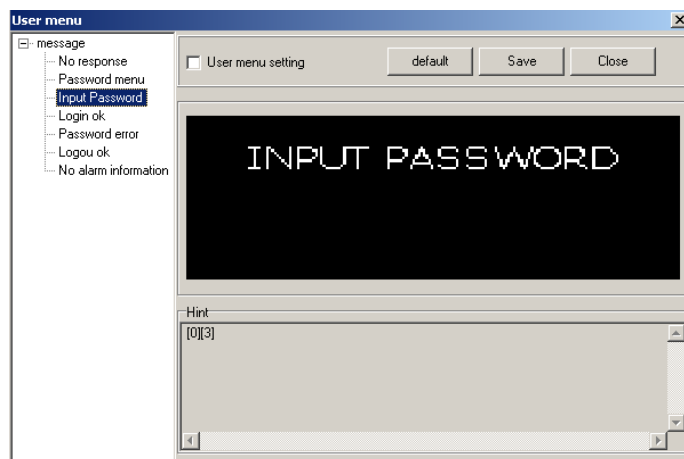 User menu
message
No response
Password menu
Input Password
Login ok
Password error
Logou ok
No alarm information
User menu setting
default
Save
Close
INPUT PASSWORD
Hint
[0][3]